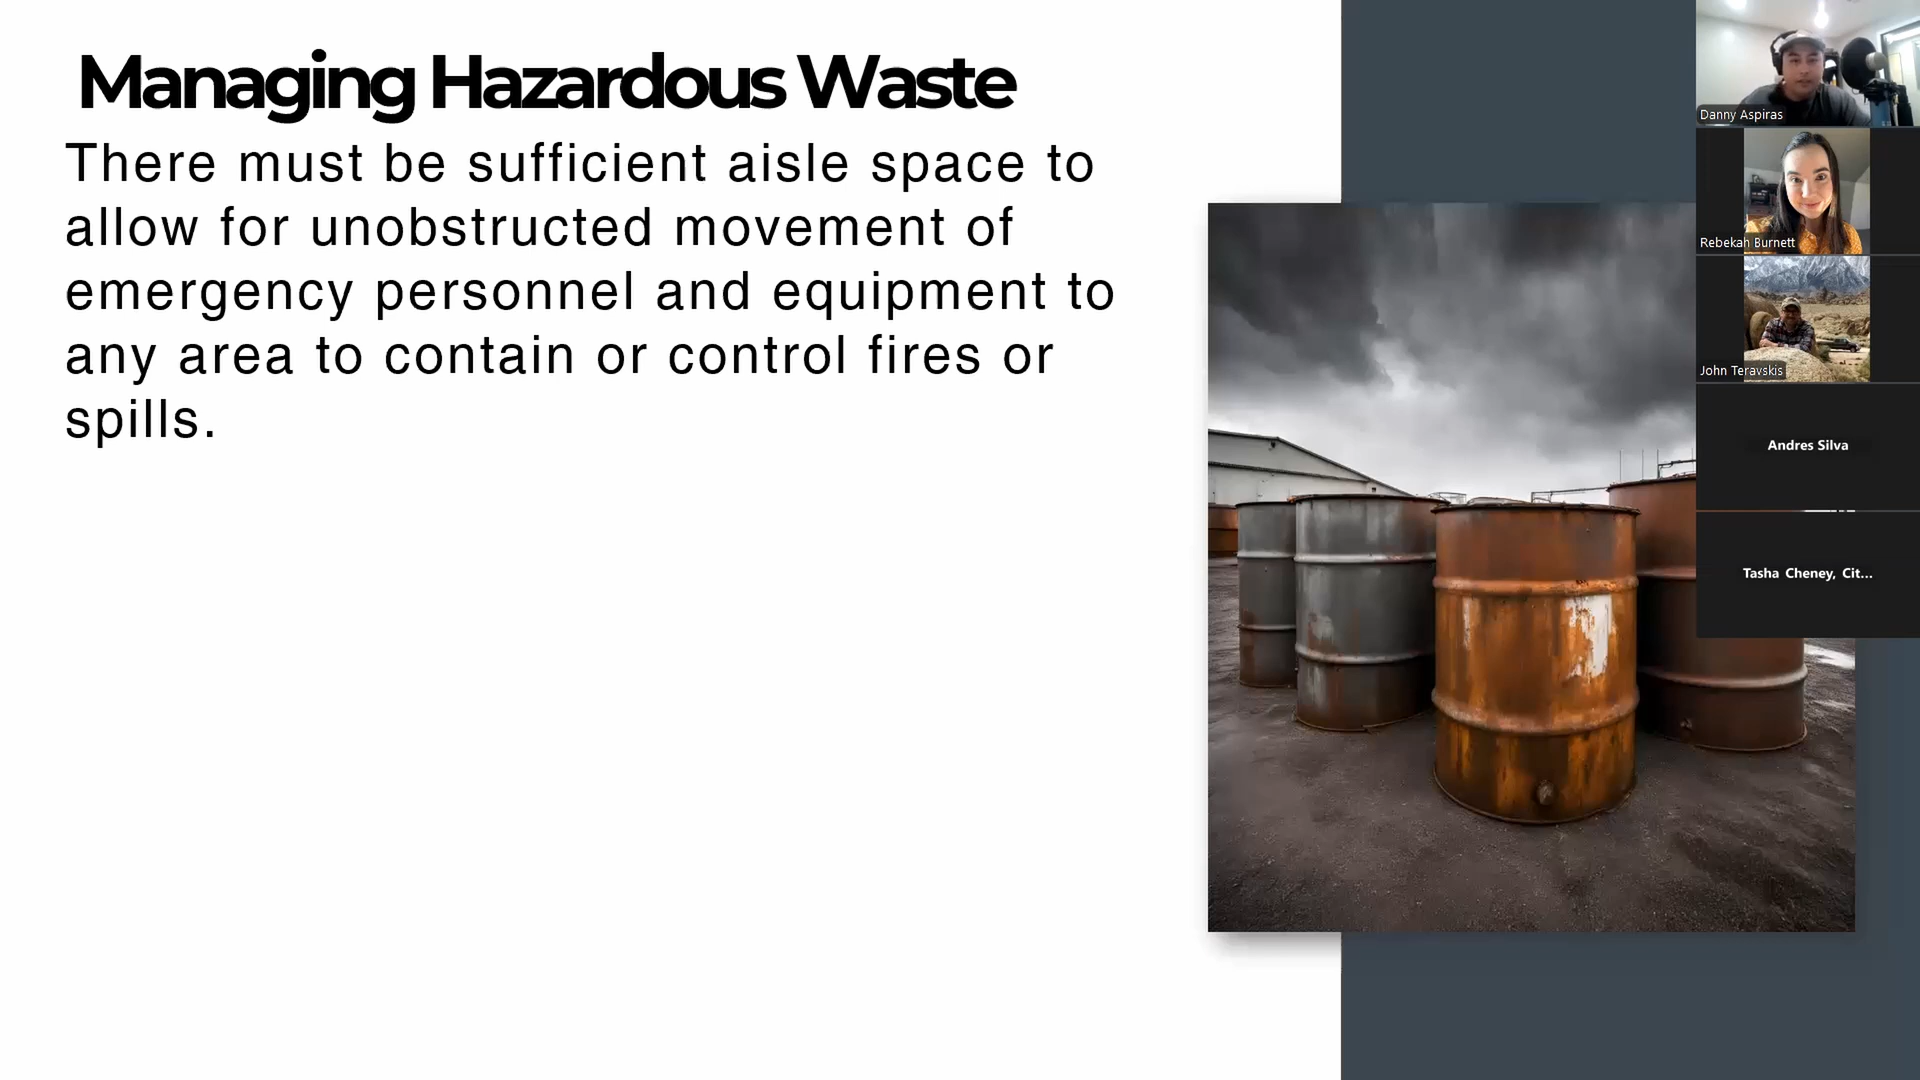 Managing Hazardous Waste
There must be sufficient aisle space to
allow for unobstructed movement of
emergency personnel and equipment to
any area to contain or control fires or
spills.
Danny Aspiras
Rebekah Burnett
John Teravskis
Andres Silva
Tasha Cheney, Cit...